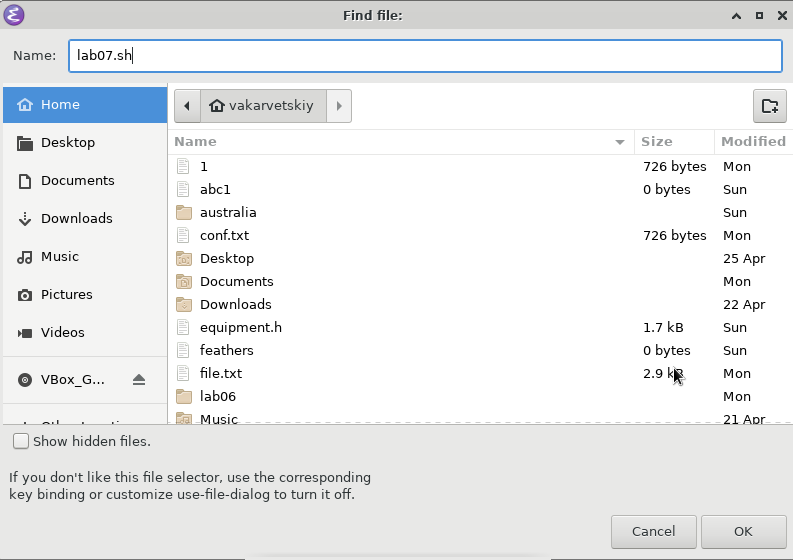 Find file:
Name: lab07.sh
Home
Desktop
Documents
Downloads
Music
Pictures
Videos
VBox_G...
vakarvetskiy
Name Size Modified
1 726 bytes Mon
abc1 0 bytes Sun
australia Sun
conf.txt 726 bytes Mon
Desktop 25 Apr
Documents Mon
Downloads 22 Apr
equipment.h 1.7 kB Sun
feathers 0 bytes Sun
file.txt 2.9 kB Mon
lab06 Mon
Music 21 Apr
Show hidden files.
If you don't like this file selector, use the corresponding
key binding or customize use-file-dialog to turn it off.
Cancel OK